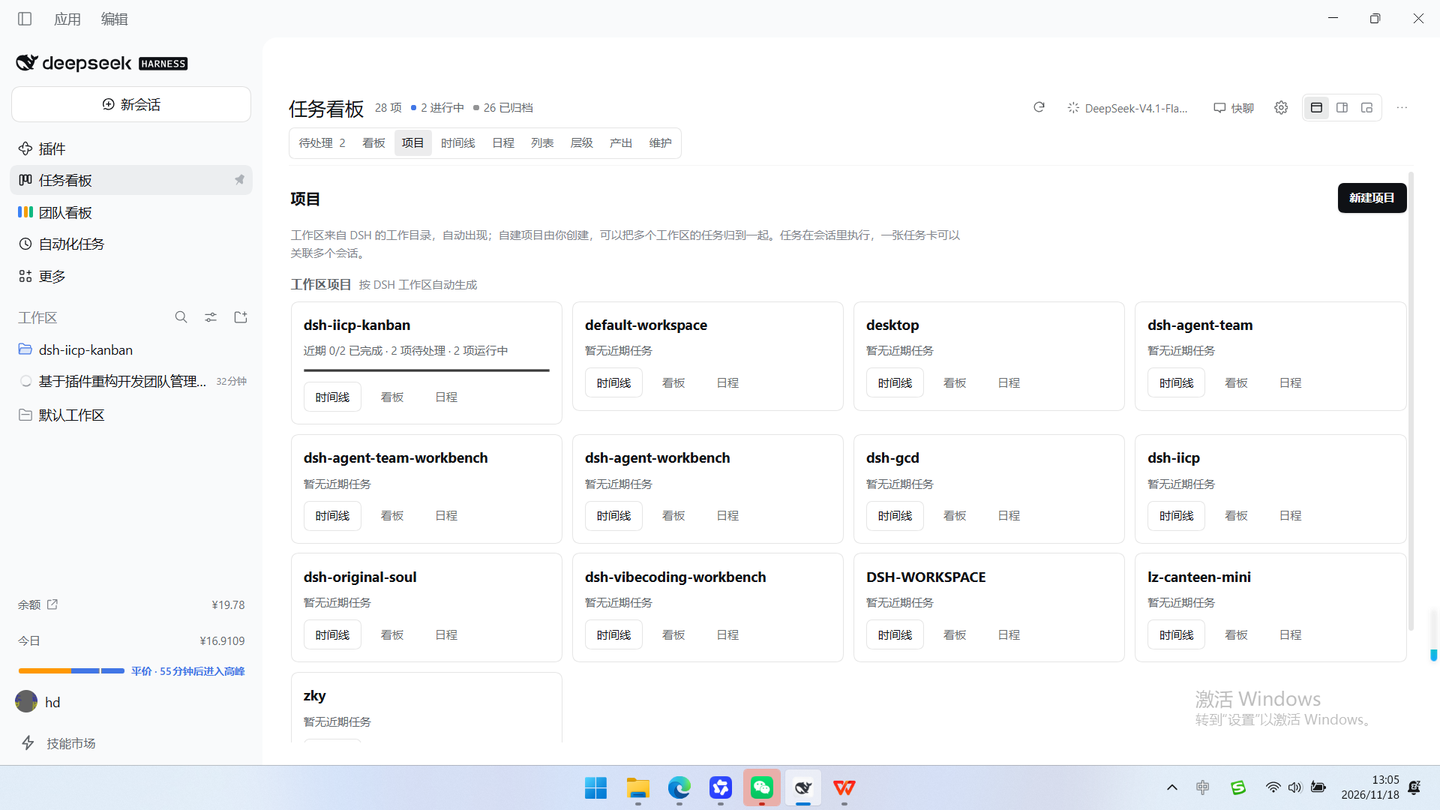 应用 编辑
deepseek HARNESS
新会话
插件
任务看板
团队看板
自动化任务
更多
工作区
dsh-iicp-kanban
基于插件重构开发团队管理... 32分钟
默认工作区
余额 ¥19.78
今日 ¥16.9109
平价 · 55分钟后进入高峰
hd
技能市场
任务看板 28 项 2 进行中 26 已归档
DeepSeek-V4.1-Fla... 快聊
待处理 2 看板 项目 时间线 日程 列表 层级 产出 维护
项目
新建项目
工作区来自 DSH 的工作目录，自动出现；自建项目由你创建，可以把多个工作区的任务归到一起。任务在会话里执行，一张任务卡可以
关联多个会话。
工作区项目 按 DSH 工作区自动生成
dsh-iicp-kanban
近期 0/2 已完成 · 2 项待处理 · 2 项运行中
时间线 看板 日程
default-workspace
暂无近期任务
时间线 看板 日程
desktop
暂无近期任务
时间线 看板 日程
dsh-agent-team
暂无近期任务
时间线 看板 日程
dsh-agent-team-workbench
暂无近期任务
时间线 看板 日程
dsh-agent-workbench
暂无近期任务
时间线 看板 日程
dsh-gcd
暂无近期任务
时间线 看板 日程
dsh-iicp
暂无近期任务
时间线 看板 日程
dsh-original-soul
暂无近期任务
时间线 看板 日程
dsh-vibecoding-workbench
暂无近期任务
时间线 看板 日程
DSH-WORKSPACE
暂无近期任务
时间线 看板 日程
lz-canteen-mini
暂无近期任务
时间线 看板 日程
zky
暂无近期任务
激活 Windows
转到"设置"以激活 Windows。
中
13:05
2026/11/18